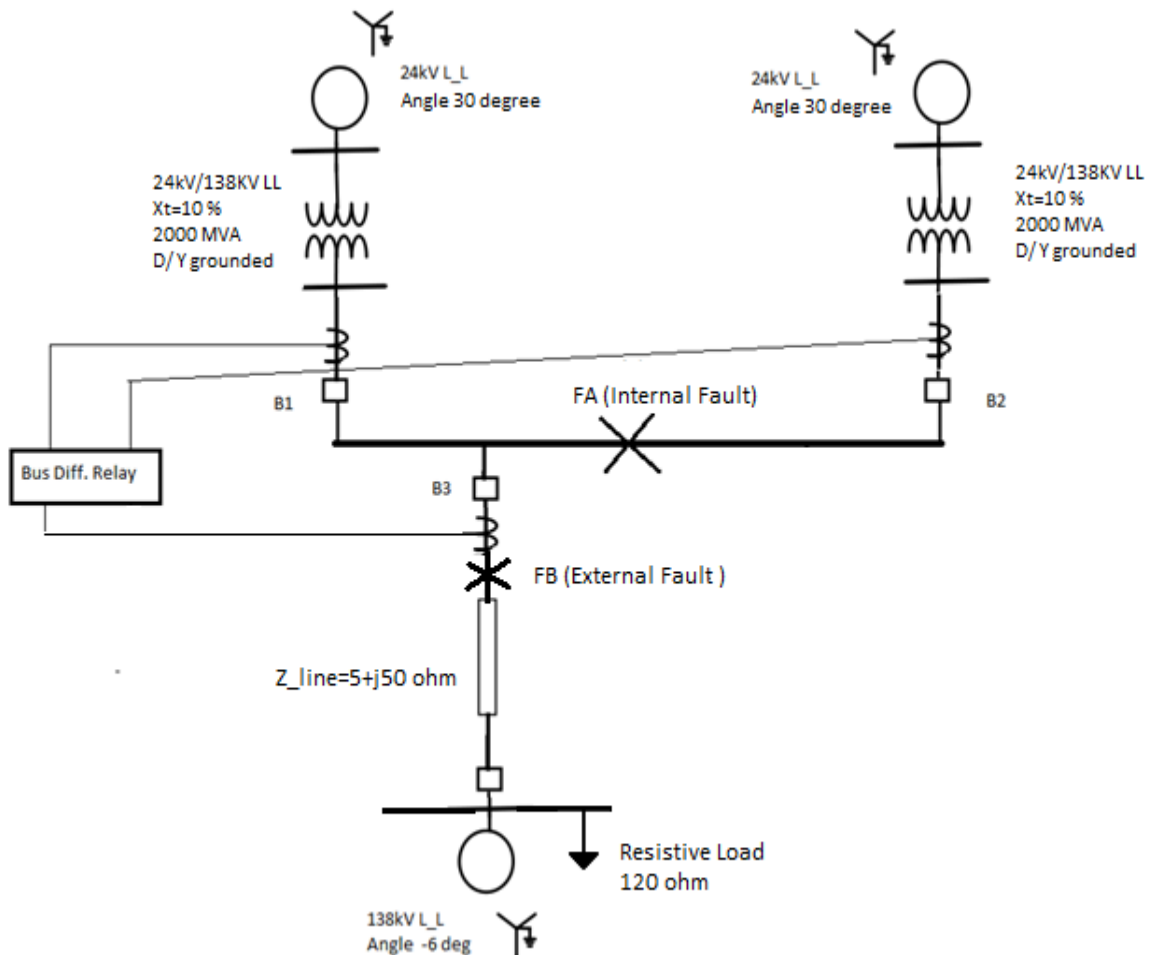 24kV L_L
Angle 30 degree
24kV L_L
Angle 30 degree
24kV/138KV LL
Xt=10 %
2000 MVA
D/Y grounded
24kV/138KV LL
Xt=10 %
2000 MVA
D/Y grounded
B1
FA (Internal Fault)
B2
Bus Diff. Relay
B3
FB (External Fault )
Z_line=5+j50 ohm
Resistive Load
120 ohm
138kV L_L
Angle -6 deg